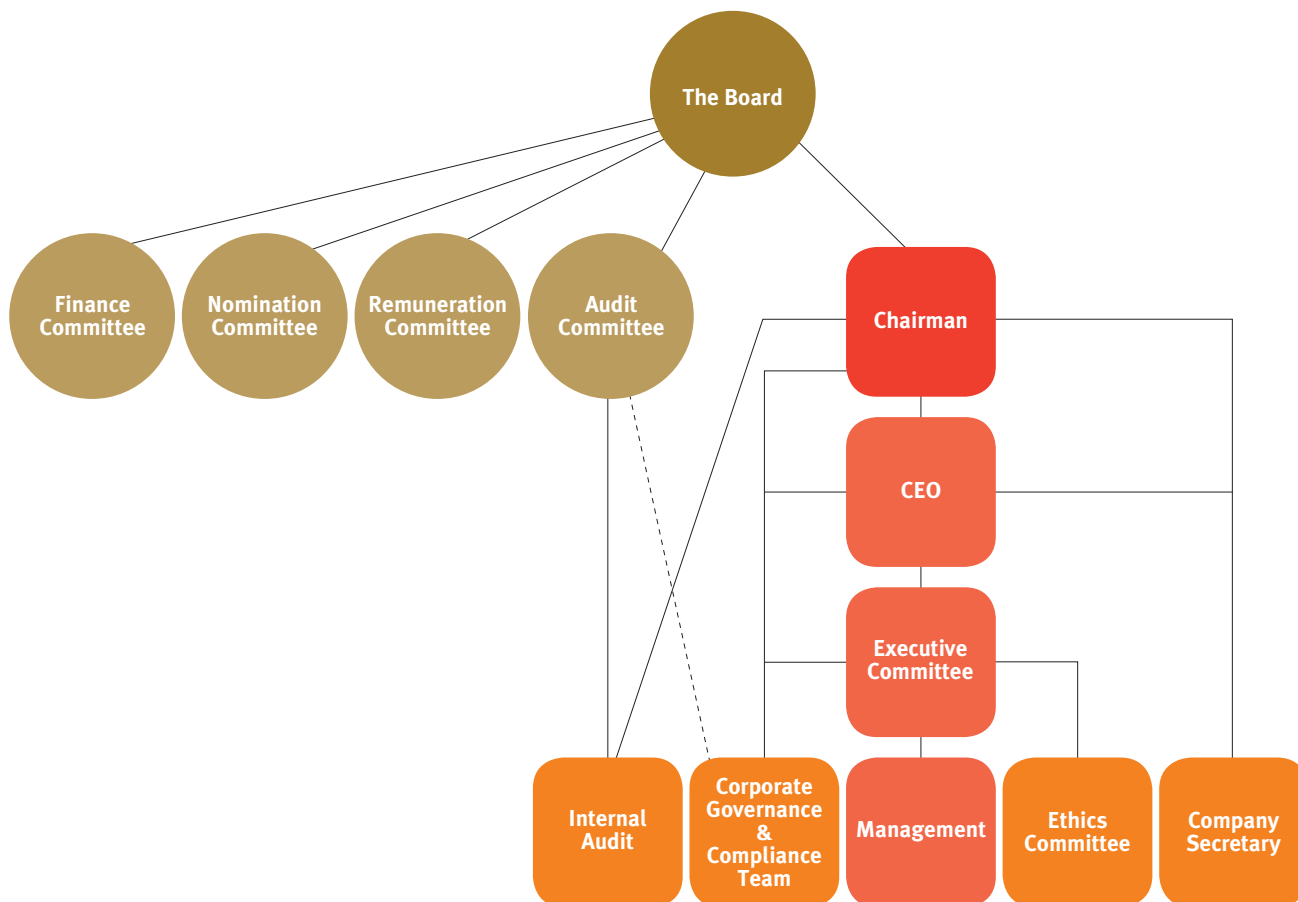 The Board
Finance
Committee
Nomination
Committee
Remuneration
Committee
Audit
Committee
Chairman
CEO
Executive
Committee
Internal
Audit
Corporate
Governance
&
Compliance
Team
Management
Ethics
Committee
Company
Secretary